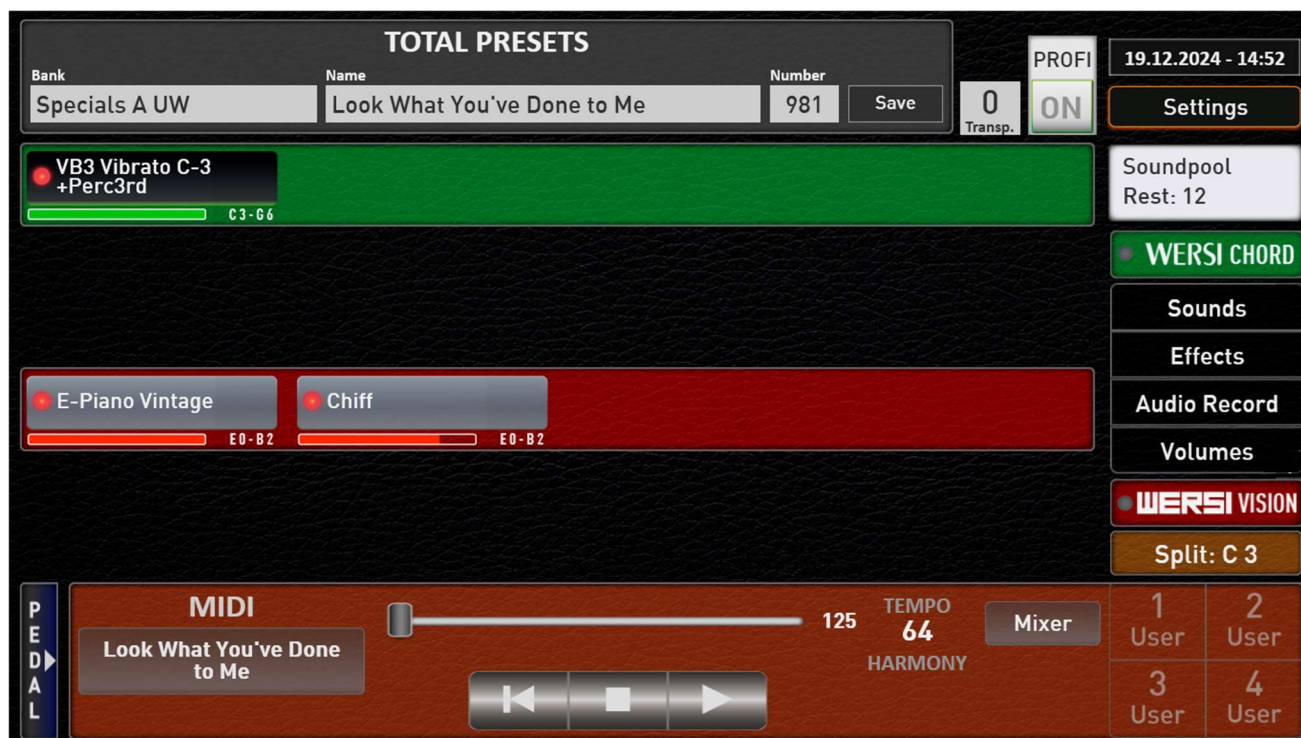 TOTAL PRESETS
Bank
Name
Number
Specials A UW
Look What You've Done to Me
981
Save
0
Transp.
PROFI
ON
19.12.2024 - 14:52
Settings
VB3 Vibrato C-3
+Perc3rd
C3-G6
Soundpool
Rest: 12
WERSI CHORD
Sounds
Effects
Audio Record
Volumes
WERSI VISION
Split: C 3
E-Piano Vintage
E0-B2
Chiff
E0-B2
PEDAL
MIDI
Look What You've Done
to Me
125
TEMPO
64
HARMONY
Mixer
1
User
2
User
3
User
4
User